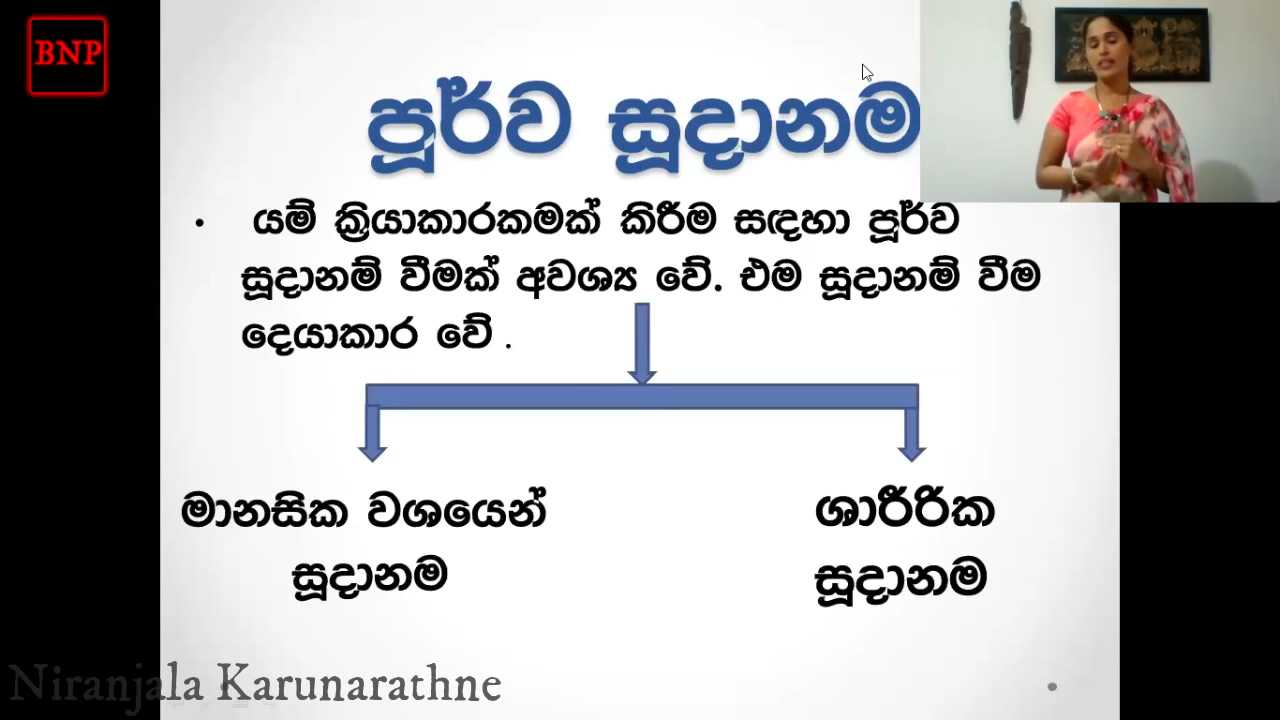 BNP
පූර්ව සූදානම
• යම් ක්‍රියාකාරකමක් කිරීම සඳහා පූර්ව
සූදානම් වීමක් අවශ්‍ය වේ. එම සූදානම් වීම
දෙයාකාර වේ .
මානසික වශයෙන්
සූදානම
ශාරීරික
සූදානම
Niranjala Karunarathne